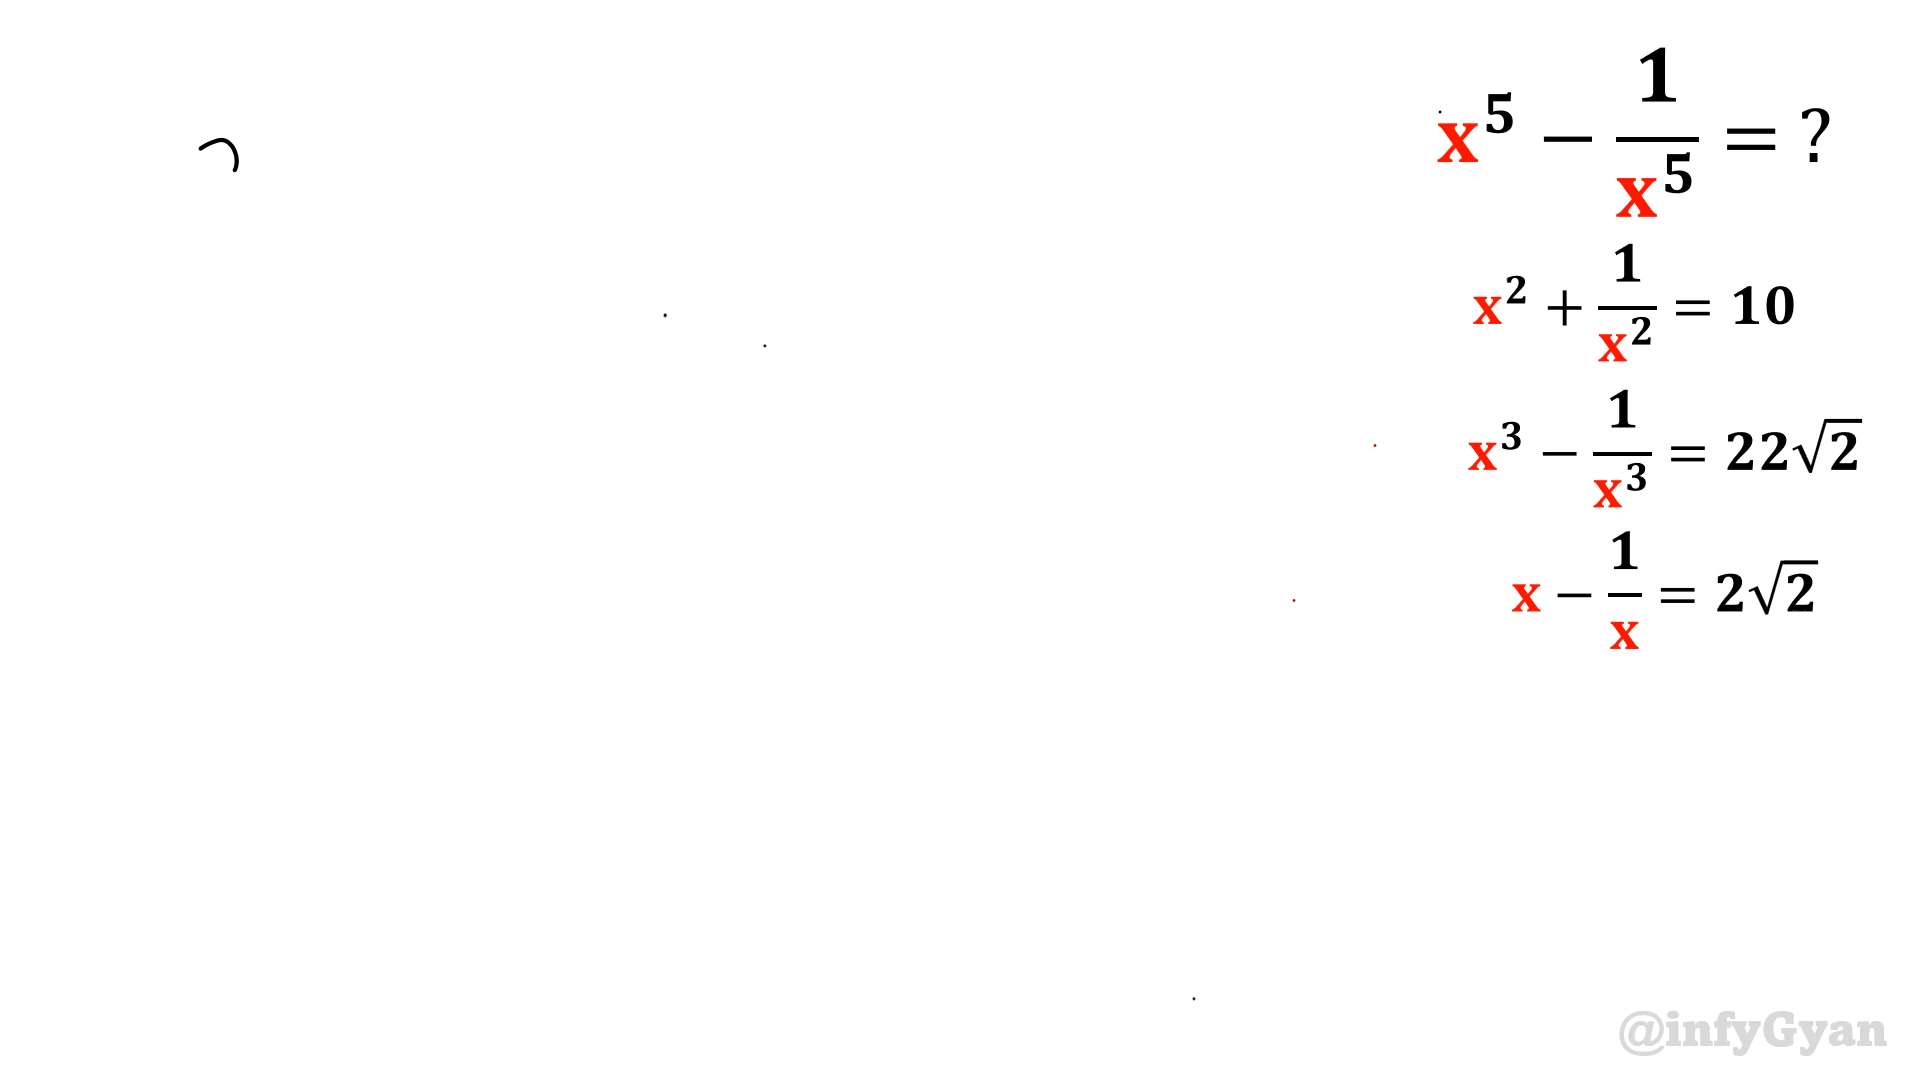 x⁵ − 1/x⁵ = ?
x² + 1/x² = 10
x³ − 1/x³ = 22√2
x − 1/x = 2√2
@infyGyan